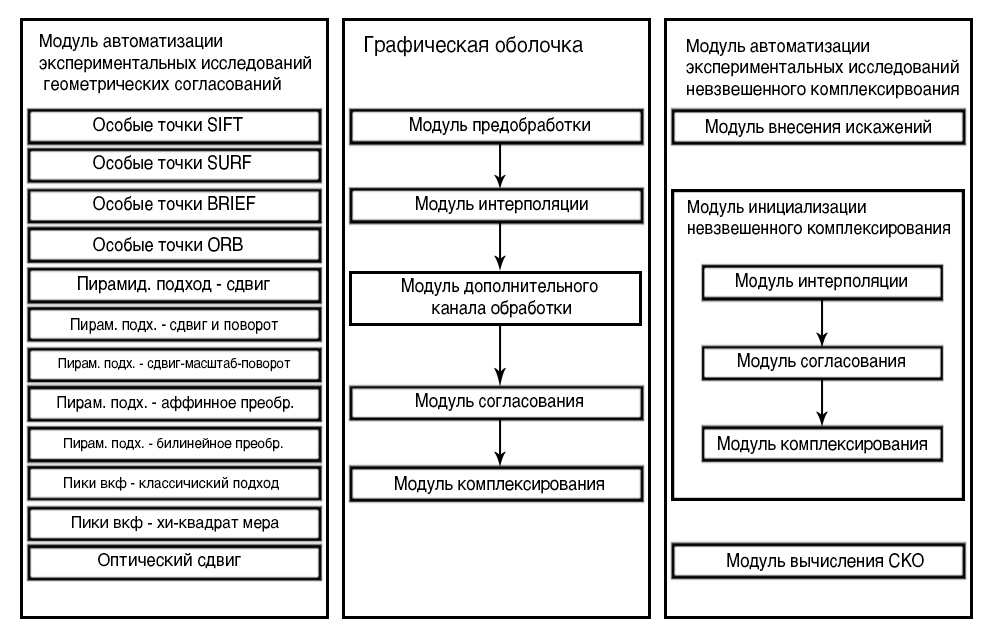 Модуль автоматизации
экспериментальных исследований
геометрических согласований
Особые точки SIFT
Особые точки SURF
Особые точки BRIEF
Особые точки ORB
Пирамид. подход - сдвиг
Пирам. подх. - сдвиг и поворот
Пирам. подх. - сдвиг-масштаб-поворот
Пирам. подх. - аффинное преобр.
Пирам. подх. - билинейное преобр.
Пики вкф - классичиский подход
Пики вкф - хи-квадрат мера
Оптический сдвиг
Графическая оболочка
Модуль предобработки
Модуль интерполяции
Модуль дополнительного
канала обработки
Модуль согласования
Модуль комплексирования
Модуль автоматизации
экспериментальных исследований
невзвешенного комплексирвоания
Модуль внесения искажений
Модуль инициализации
невзвешенного комплексирования
Модуль интерполяции
Модуль согласования
Модуль комплексирования
Модуль вычисления СКО